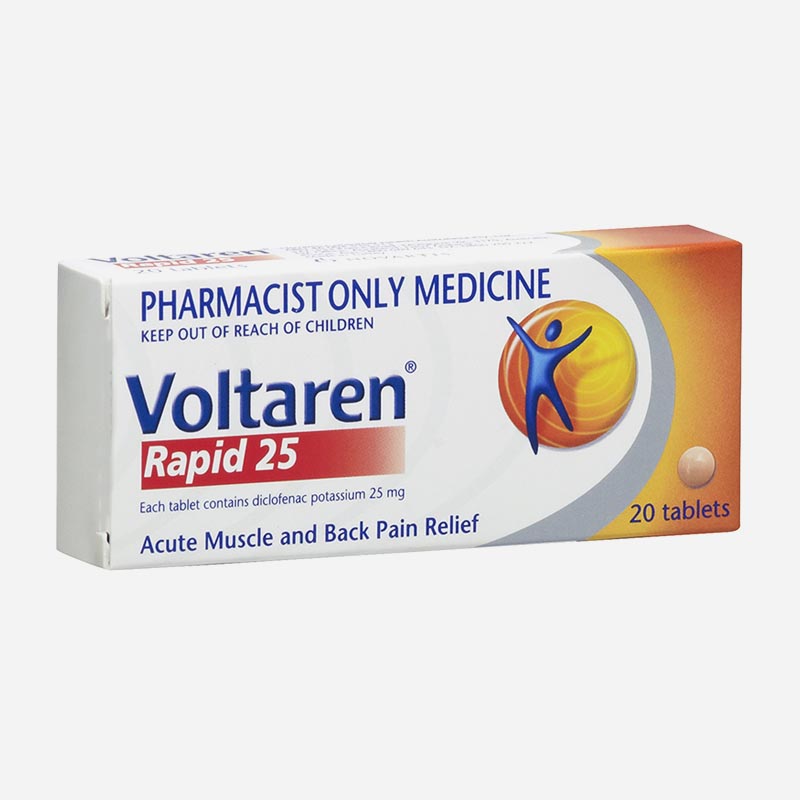 Voltaren
Rapid 25
20 tablets
NOVARTIS
PHARMACIST ONLY MEDICINE
KEEP OUT OF REACH OF CHILDREN
Voltaren®
Rapid 25
Each tablet contains diclofenac potassium 25 mg
Acute Muscle and Back Pain Relief
20 tablets